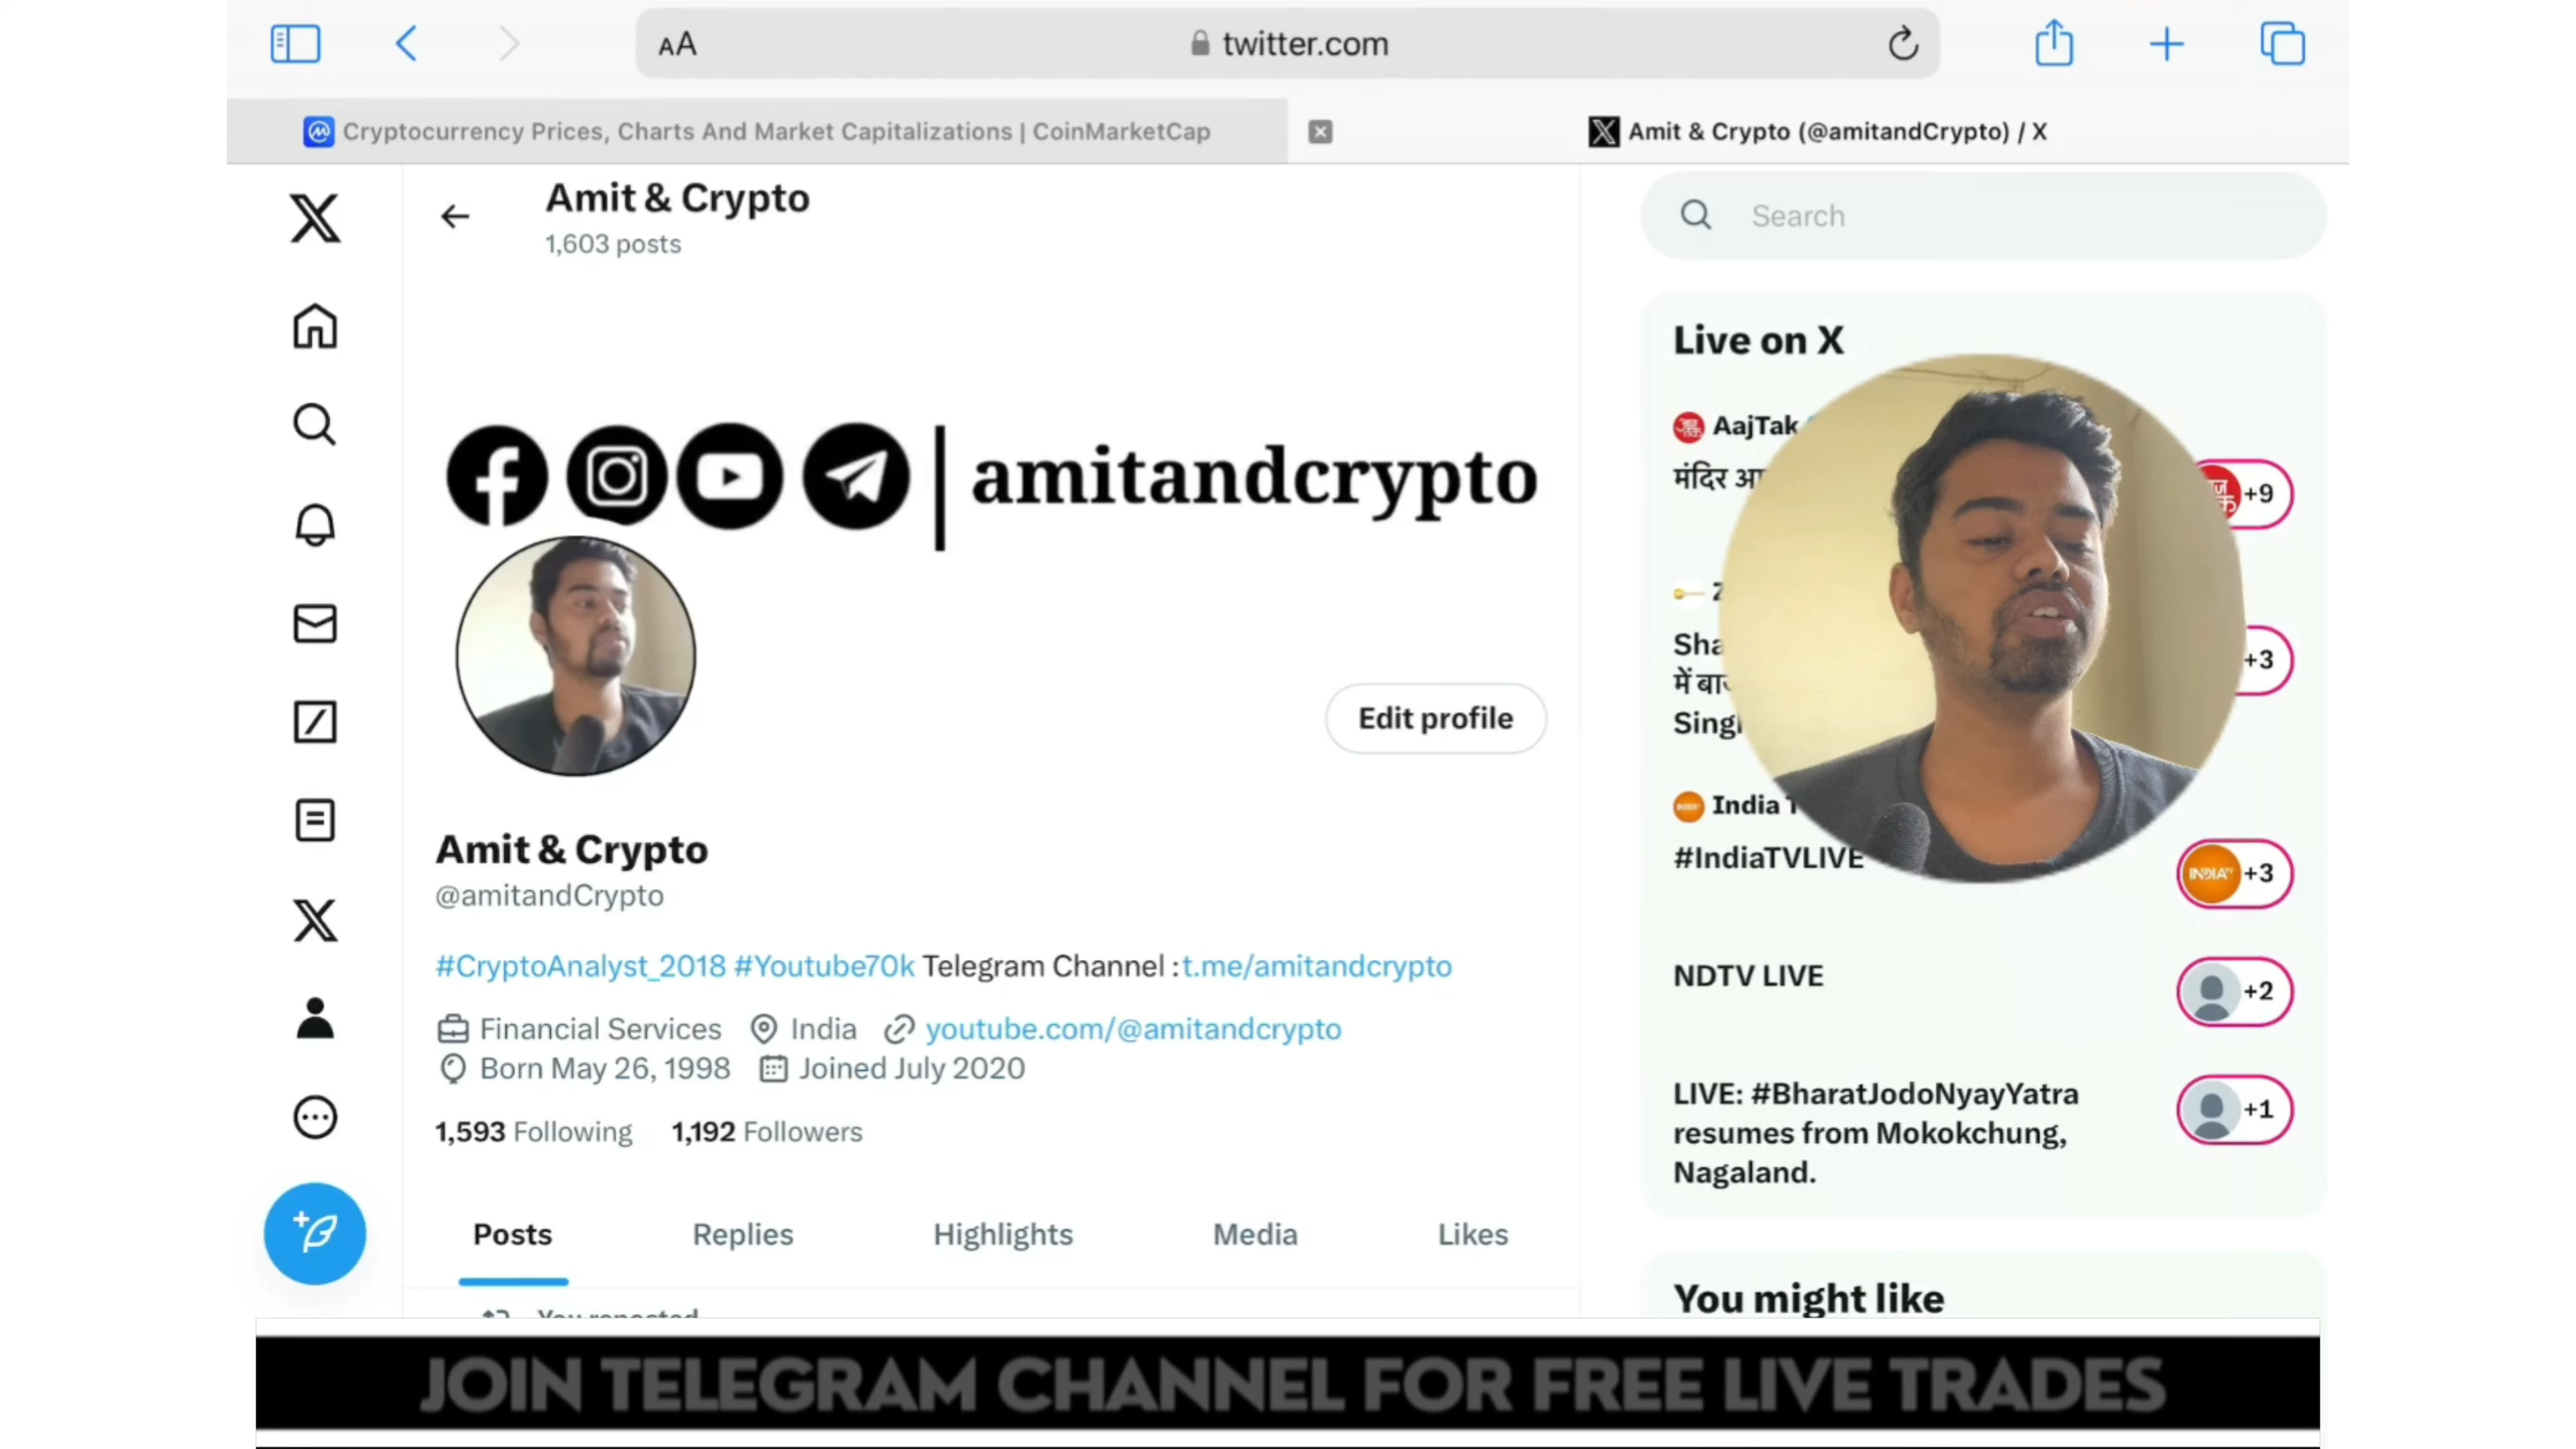 AA
twitter.com
Cryptocurrency Prices, Charts And Market Capitalizations | CoinMarketCap
Amit & Crypto (@amitandCrypto) / X
Amit & Crypto
1,603 posts
amitandcrypto
Edit profile
Amit & Crypto
@amitandCrypto
#CryptoAnalyst_2018 #Youtube70k Telegram Channel :t.me/amitandcrypto
Financial Services India youtube.com/@amitandcrypto
Born May 26, 1998 Joined July 2020
1,593 Following 1,192 Followers
Posts Replies Highlights Media Likes
You reposted
Search
Live on X
AajTak
मंदिर
+9
+3
में
India
#IndiaTVLIVE
INDIA
+3
NDTV LIVE
+2
LIVE: #BharatJodoNyayYatra
resumes from Mokokchung,
Nagaland.
+1
You might like
JOIN TELEGRAM CHANNEL FOR FREE LIVE TRADES